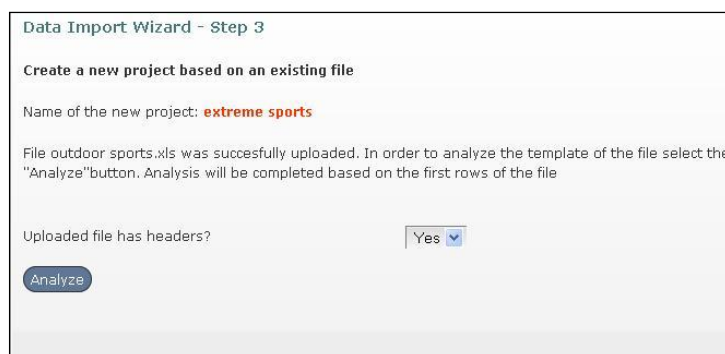 Data Import Wizard - Step 3
Create a new project based on an existing file
Name of the new project: extreme sports
File outdoor sports.xls was succesfully uploaded. In order to analyze the template of the file select the
"Analyze"button. Analysis will be completed based on the first rows of the file
Uploaded file has headers? Yes
Analyze